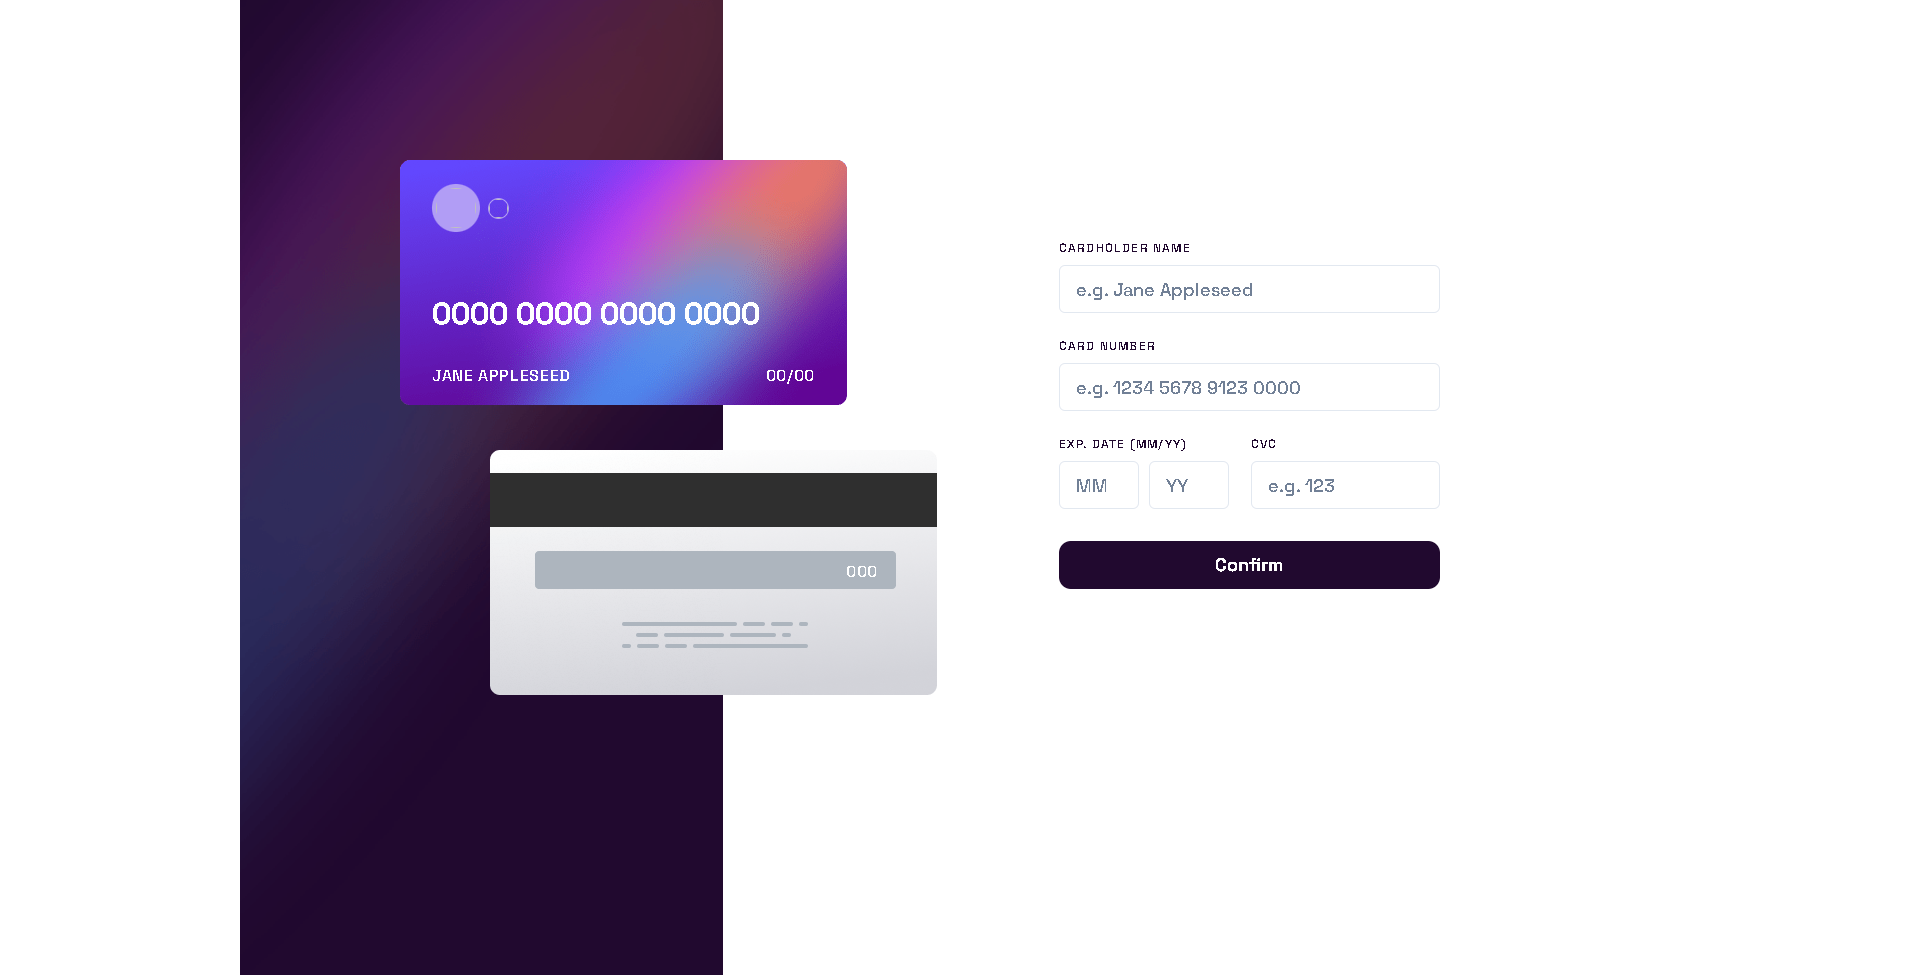 0000 0000 0000 0000
JANE APPLESEED 00/00
000
CARDHOLDER NAME
e.g. Jane Appleseed
CARD NUMBER
e.g. 1234 5678 9123 0000
EXP. DATE (MM/YY) CVC
MM YY e.g. 123
Confirm